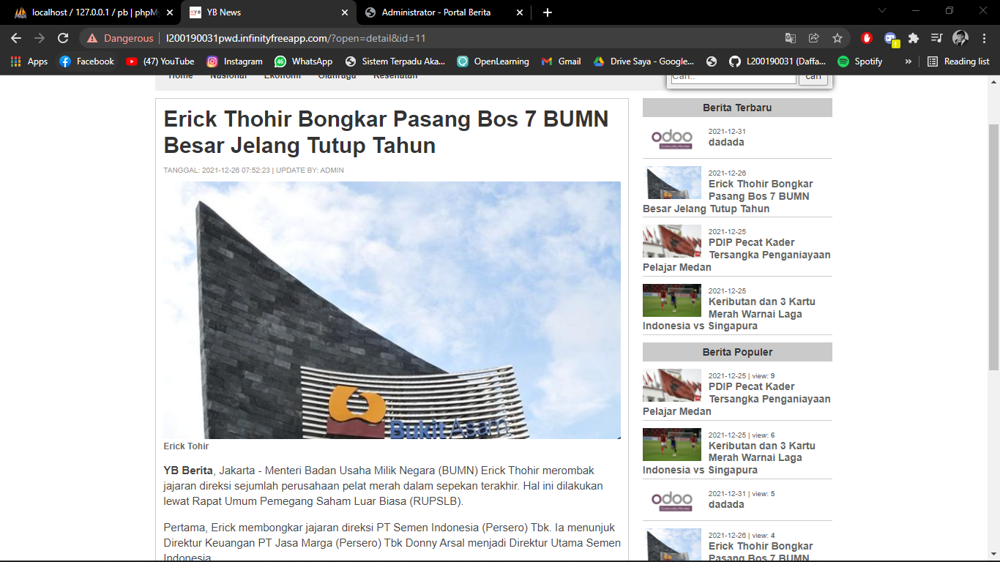 localhost / 127.0.0.1 / pb | phpMy
YB News
Administrator - Portal Berita
Dangerous
l200190031pwd.infinityfreeapp.com/?open=detail&id=11
Apps
Facebook
(47) YouTube
Instagram
46
WhatsApp
Sistem Terpadu Aka...
OpenLearning
Gmail
Drive Saya - Google...
L200190031 (Daffa...
Spotify
»
Reading list
Home
Nasional
Ekonomi
Olahraga
Kesehatan
Cari..
cari
Erick Thohir Bongkar Pasang Bos 7 BUMN
Besar Jelang Tutup Tahun
TANGGAL: 2021-12-26 07:52:23 | UPDATE BY: ADMIN
Bukit Asam
Erick Tohir
YB Berita, Jakarta - Menteri Badan Usaha Milik Negara (BUMN) Erick Thohir merombak
jajaran direksi sejumlah perusahaan pelat merah dalam sepekan terakhir. Hal ini dilakukan
lewat Rapat Umum Pemegang Saham Luar Biasa (RUPSLB).
Pertama, Erick membongkar jajaran direksi PT Semen Indonesia (Persero) Tbk. Ia menunjuk
Direktur Keuangan PT Jasa Marga (Persero) Tbk Donny Arsal menjadi Direktur Utama Semen
Indonesia
Berita Terbaru
odoo
Community Member
2021-12-31
dadada
2021-12-26
Erick Thohir Bongkar
Pasang Bos 7 BUMN
Besar Jelang Tutup Tahun
2021-12-25
PDIP Pecat Kader
Tersangka Penganiayaan
Pelajar Medan
2021-12-25
Keributan dan 3 Kartu
Merah Warnai Laga
Indonesia vs Singapura
Berita Populer
2021-12-25 | view: 9
PDIP Pecat Kader
Tersangka Penganiayaan
Pelajar Medan
2021-12-25 | view: 6
Keributan dan 3 Kartu
Merah Warnai Laga
Indonesia vs Singapura
odoo
Community Member
2021-12-31 | view: 5
dadada
2021-12-26 | view: 4
Erick Thohir Bongkar
Pasang Bos 7 BUMN